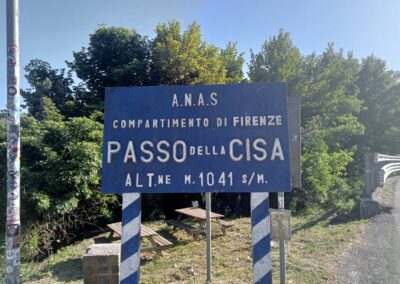 A.N.A.S
COMPARTIMENTO DI FIRENZE
PASSO DELLA CISA
ALT.NE M. 1041 S/M.